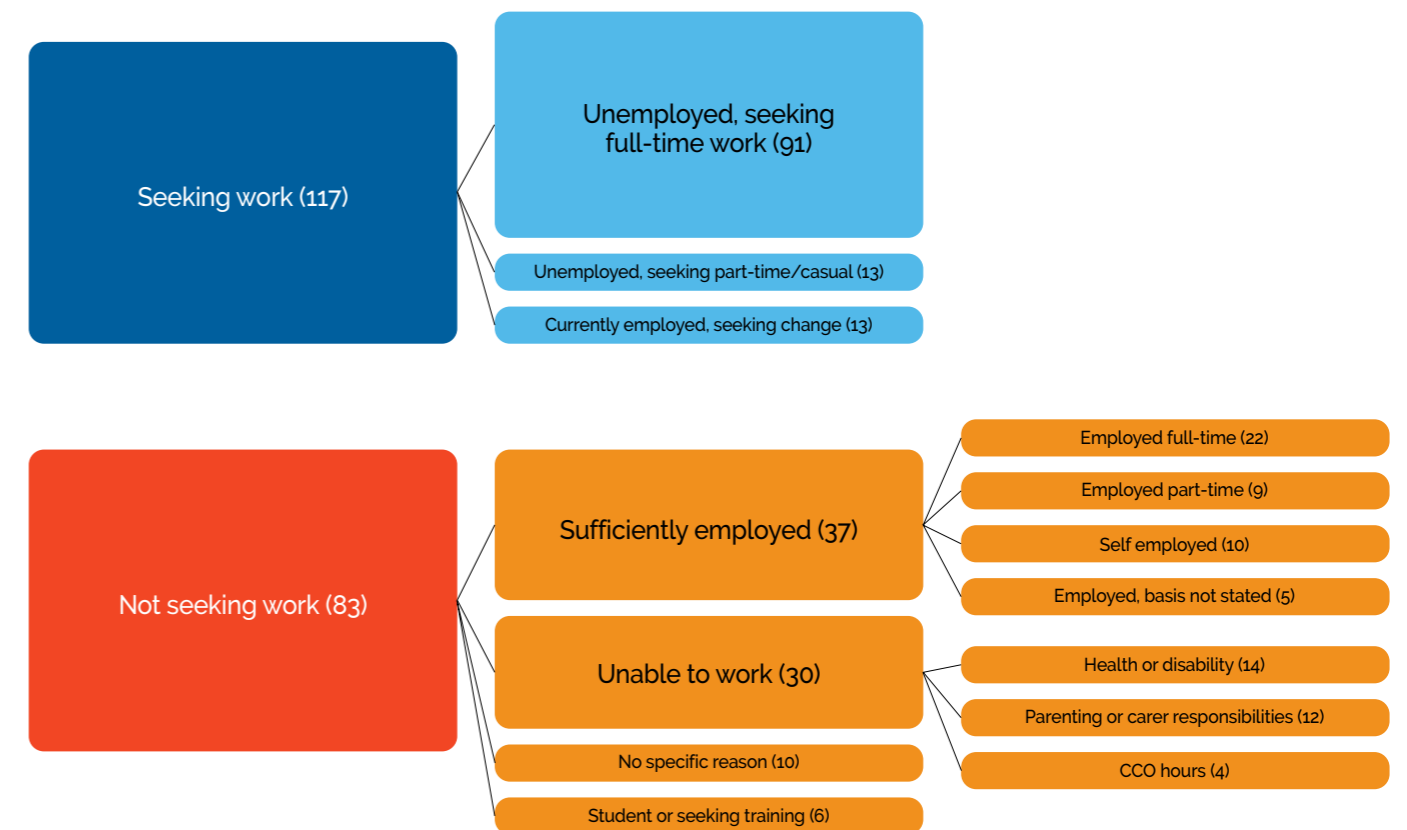 Seeking work (117)
Unemployed, seeking
full-time work (91)
Unemployed, seeking part-time/casual (13)
Currently employed, seeking change (13)
Not seeking work (83)
Sufficiently employed (37)
Employed full-time (22)
Employed part-time (9)
Self employed (10)
Employed, basis not stated (5)
Unable to work (30)
Health or disability (14)
Parenting or carer responsibilities (12)
CCO hours (4)
No specific reason (10)
Student or seeking training (6)